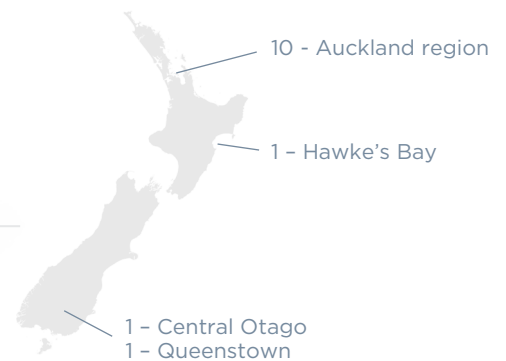 10 - Auckland region
1 – Hawke’s Bay
1 – Central Otago
1 – Queenstown